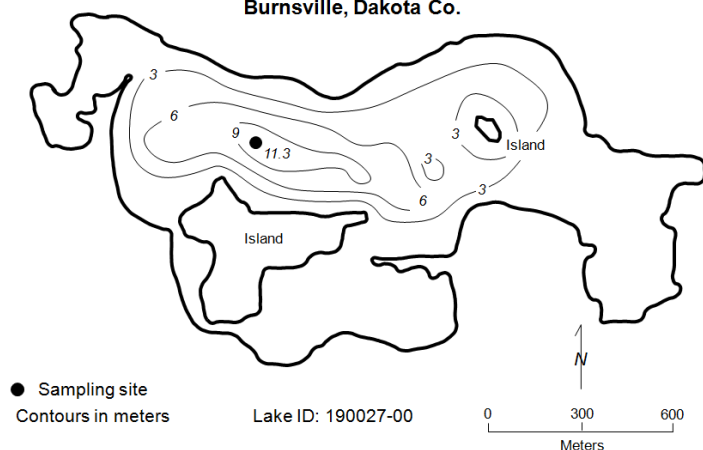 Burnsville, Dakota Co.
3
6
9
11.3
3
3
Island
3
6
Island
N
Sampling site
Contours in meters
Lake ID: 190027-00
0 300 600
Meters